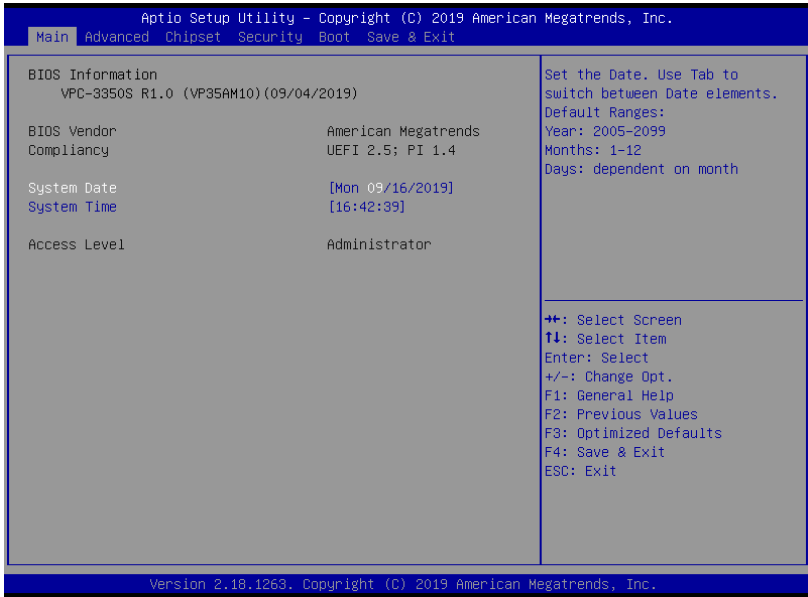 Aptio Setup Utility – Copyright (C) 2019 American Megatrends, Inc.
Main Advanced Chipset Security Boot Save & Exit
BIOS Information
VPC-3350S R1.0 (VP35AM10)(09/04/2019)
BIOS Vendor American Megatrends
Compliancy UEFI 2.5; PI 1.4
System Date [Mon 09/16/2019]
System Time [16:42:39]
Access Level Administrator
Set the Date. Use Tab to
switch between Date elements.
Default Ranges:
Year: 2005-2099
Months: 1-12
Days: dependent on month
→←: Select Screen
↑↓: Select Item
Enter: Select
+/-: Change Opt.
F1: General Help
F2: Previous Values
F3: Optimized Defaults
F4: Save & Exit
ESC: Exit
Version 2.18.1263. Copyright (C) 2019 American Megatrends, Inc.